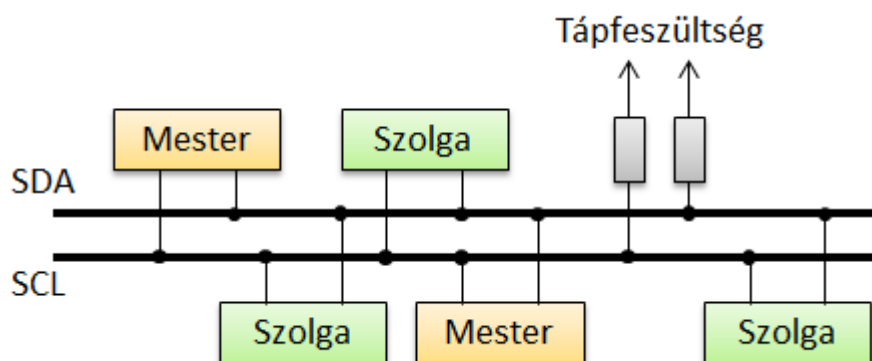 Tápfeszültség
Mester
Szolga
SDA
SCL
Szolga
Mester
Szolga